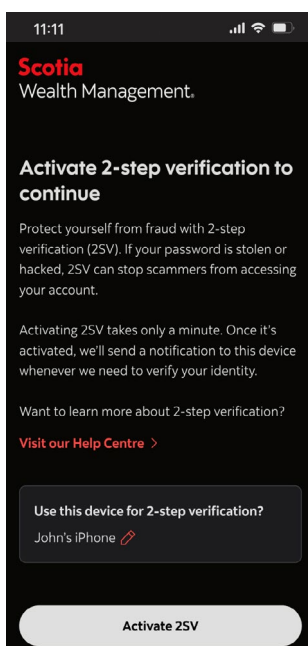 11:11
Scotia
Wealth Management®
Activate 2-step verification to
continue
Protect yourself from fraud with 2-step
verification (2SV). If your password is stolen or
hacked, 2SV can stop scammers from accessing
your account.
Activating 2SV takes only a minute. Once it's
activated, we'll send a notification to this device
whenever we need to verify your identity.
Want to learn more about 2-step verification?
Visit our Help Centre >
Use this device for 2-step verification?
John's iPhone
Activate 2SV